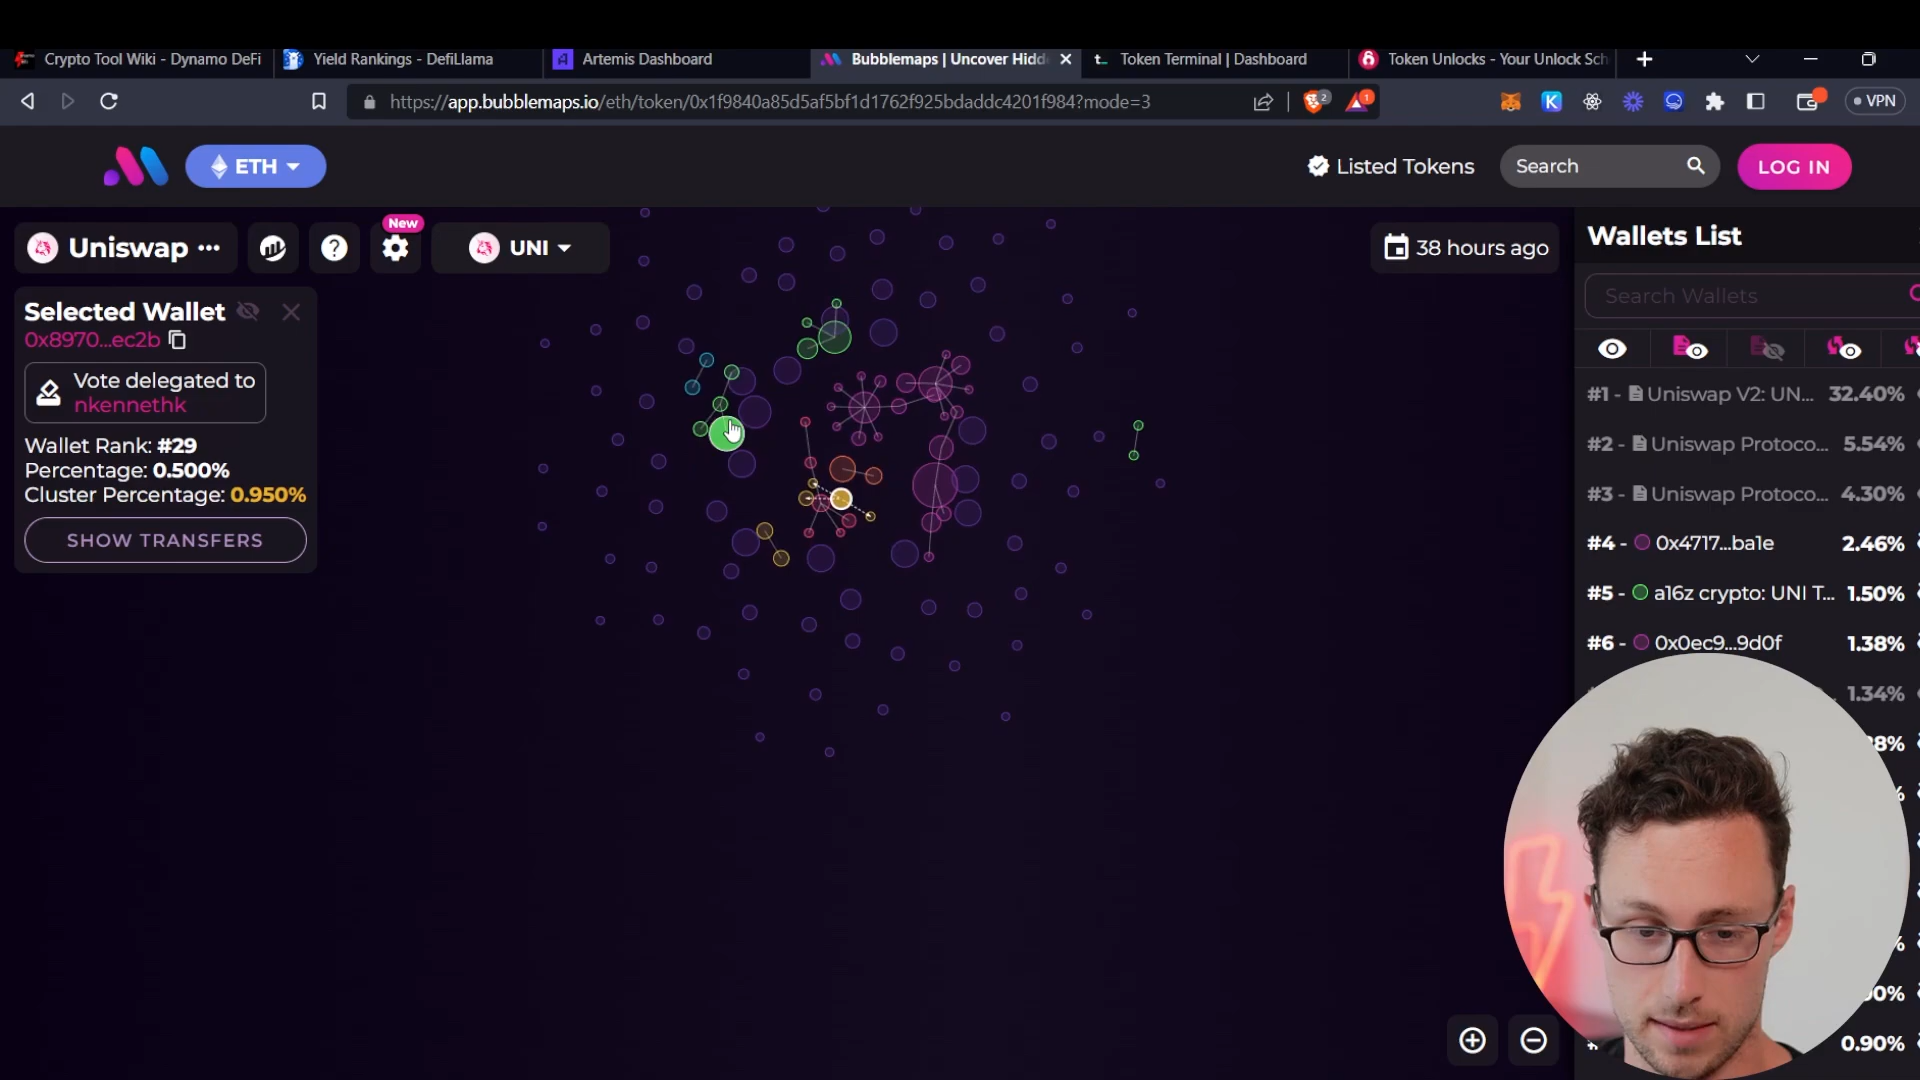 Crypto Tool Wiki - Dynamo DeFi
Yield Rankings - DefiLlama
Artemis Dashboard
Bubblemaps | Uncover Hidd
Token Terminal | Dashboard
Token Unlocks - Your Unlock Sch
https://app.bubblemaps.io/eth/token/0x1f9840a85d5af5bf1d1762f925bdaddc4201f984?mode=3
2
1
VPN
ETH
Listed Tokens
Search
LOG IN
Uniswap
New
UNI
38 hours ago
Selected Wallet
0x8970...ec2b
Vote delegated to
nkennethk
Wallet Rank: #29
Percentage: 0.500%
Cluster Percentage: 0.950%
SHOW TRANSFERS
Wallets List
Search Wallets
#1 - Uniswap V2: UN... 32.40%
#2 - Uniswap Protoco... 5.54%
#3 - Uniswap Protoco... 4.30%
#4 - 0x4717...ba1e 2.46%
#5 - a16z crypto: UNI T... 1.50%
#6 - 0x0ec9...9d0f 1.38%
1.34%
0.90%